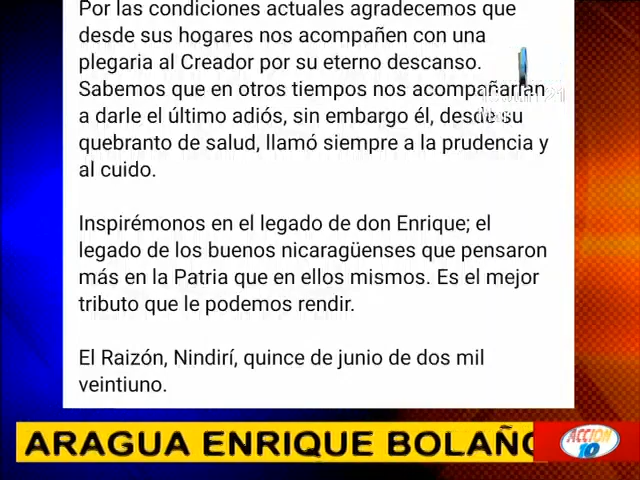 Por las condiciones actuales agradecemos que
desde sus hogares nos acompañen con una
plegaria al Creador por su eterno descanso.
Sabemos que en otros tiempos nos acompañarían
a darle el último adiós, sin embargo él, desde su
quebranto de salud, llamó siempre a la prudencia y
al cuido.
Inspirémonos en el legado de don Enrique; el
legado de los buenos nicaragüenses que pensaron
más en la Patria que en ellos mismos. Es el mejor
tributo que le podemos rendir.
El Raizón, Nindirí, quince de junio de dos mil
veintiuno.
ARAGUA ENRIQUE BOLAÑO
ACCION
10